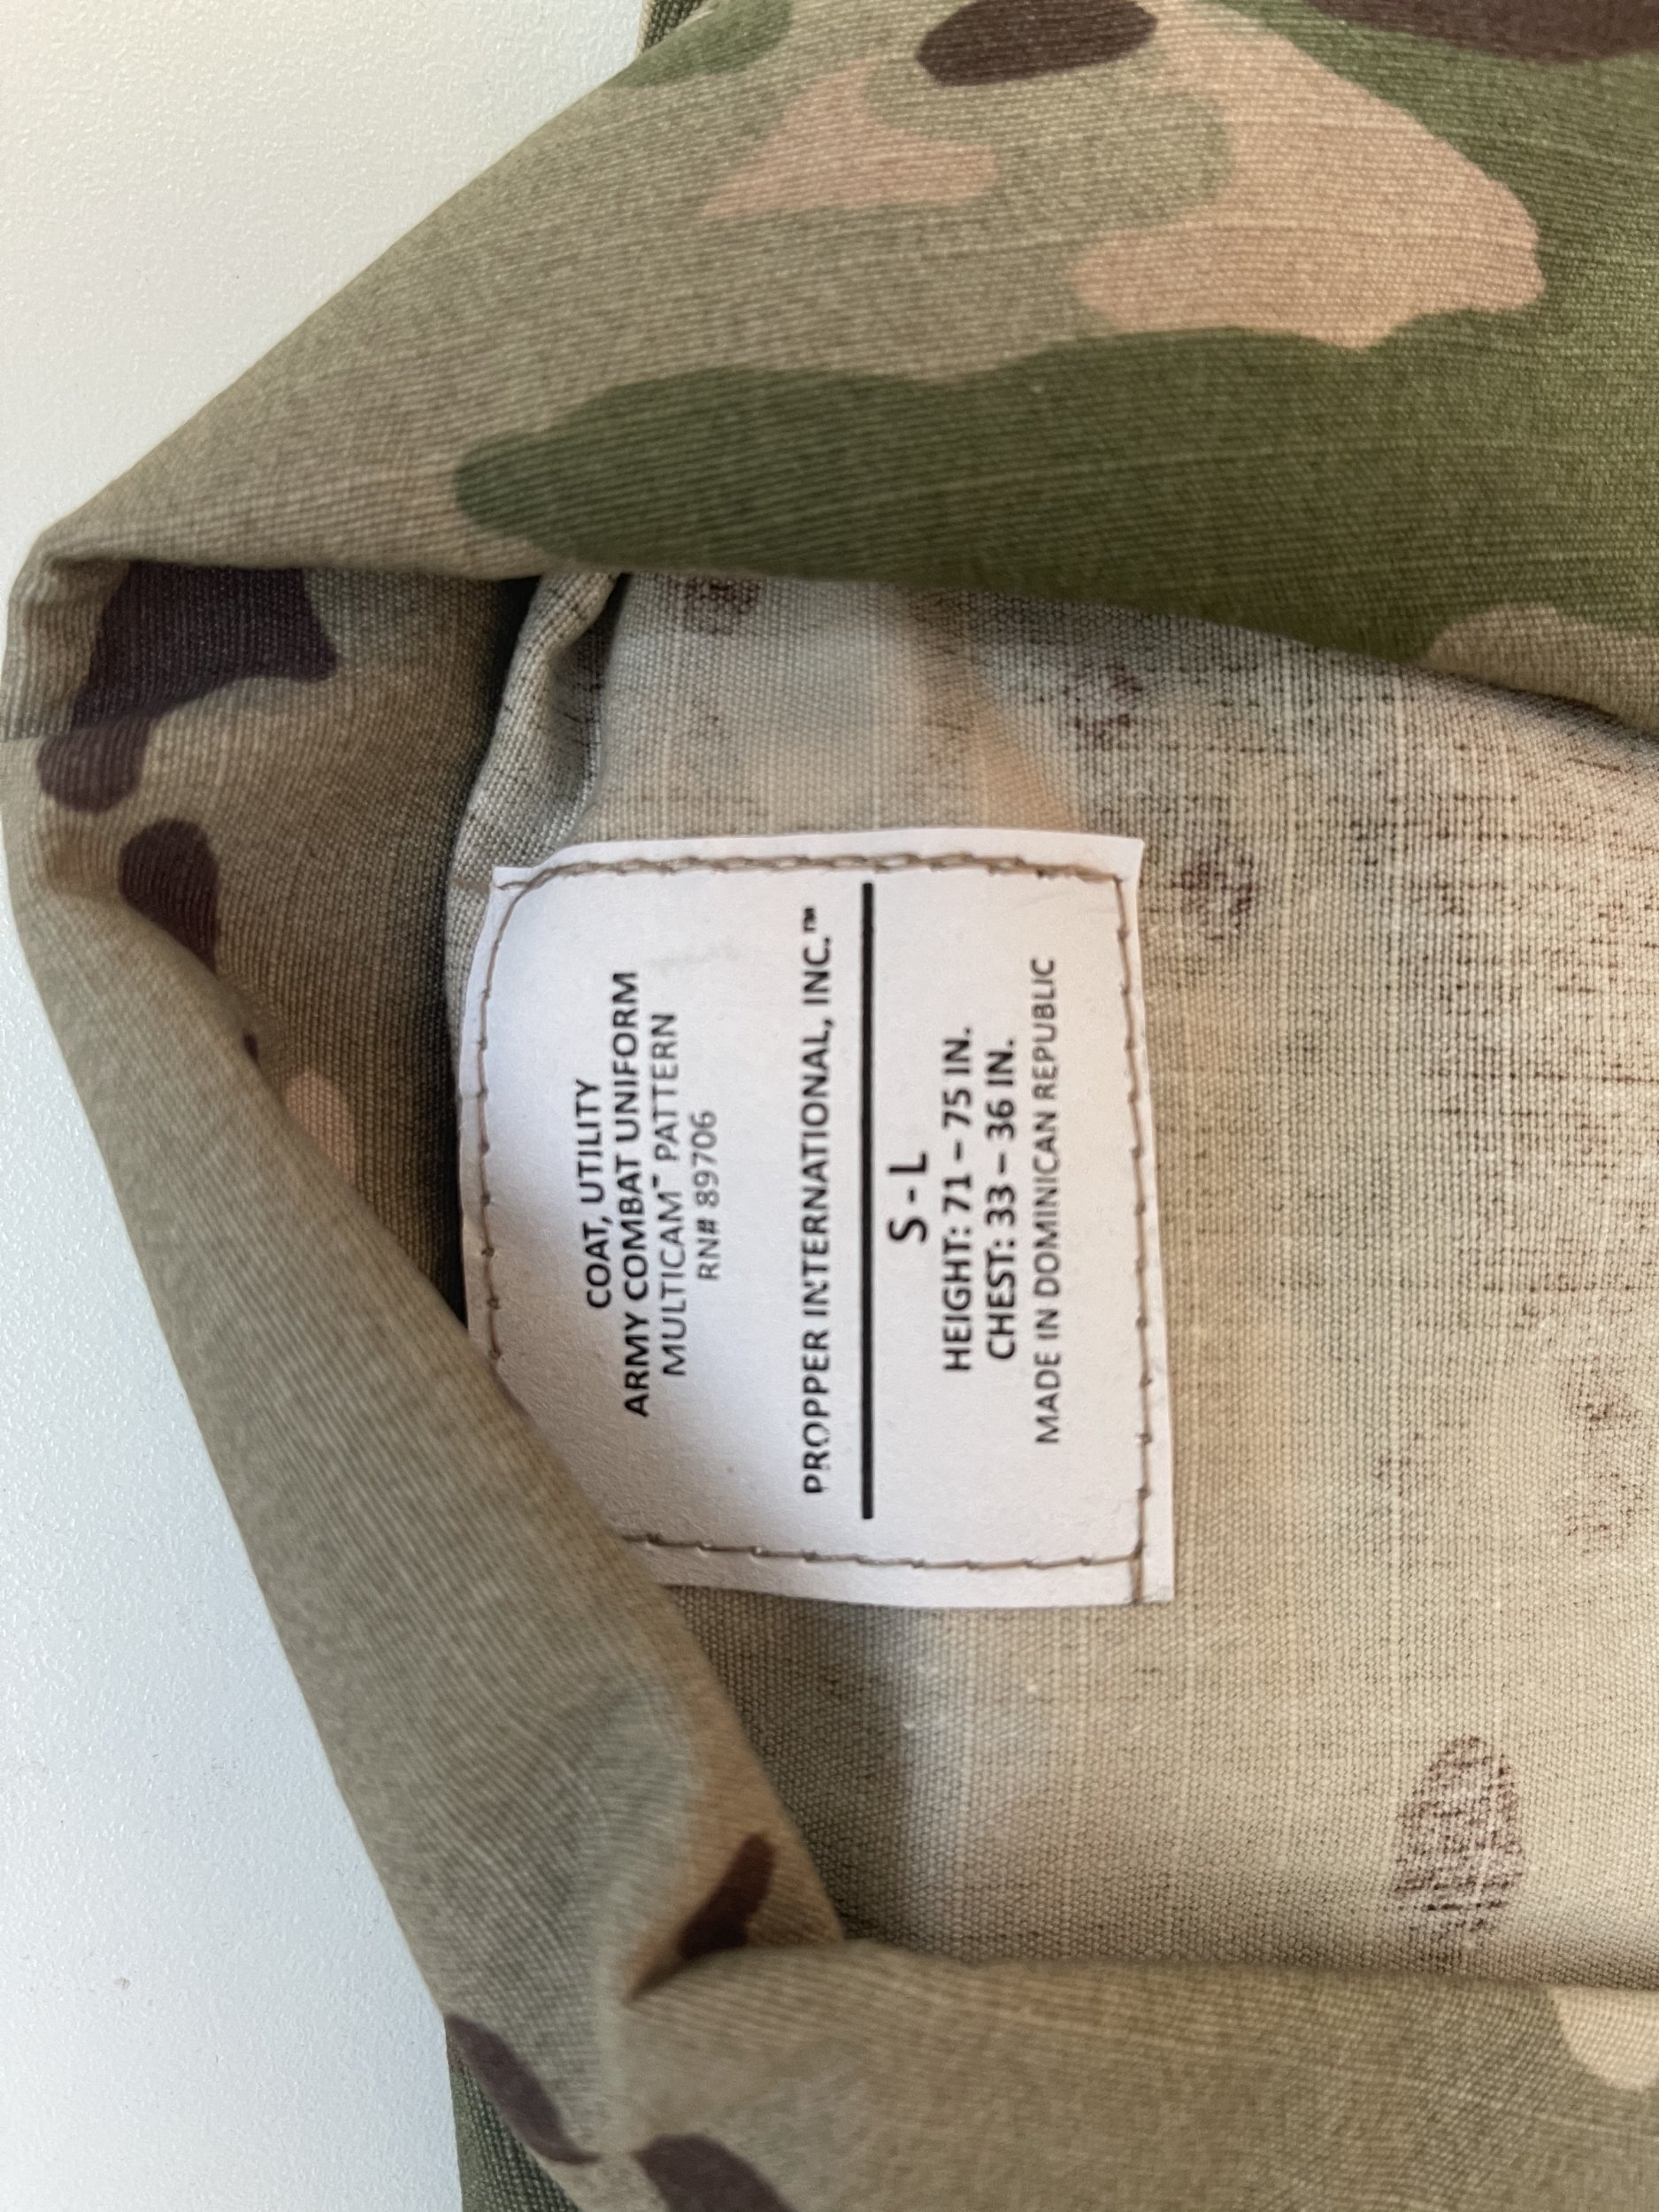 COAT, UTILITY
ARMY COMBAT UNIFORM
MULTICAM™ PATTERN
RN# 89706
PROPPER INTERNATIONAL, INC.™
S - L
HEIGHT: 71 – 75 IN.
CHEST: 33 – 36 IN.
MADE IN DOMINICAN REPUBLIC